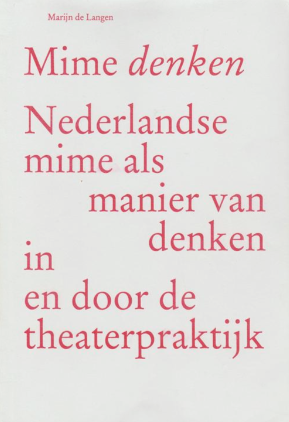 Marijn de Langen
Mime denken
Nederlandse
mime als
manier van
denken
in
en door de
theaterpraktijk